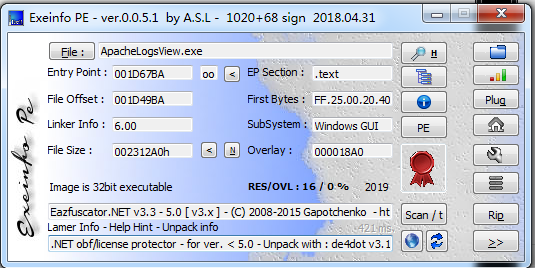 Exeinfo PE - ver.0.0.5.1 by A.S.L - 1020+68 sign 2018.04.31
File : ApacheLogsView.exe H
Entry Point : 001D67BA oo < EP Section : .text
File Offset : 001D49BA First Bytes : FF.25.00.20.40 Plug
Linker Info : 6.00 SubSystem : Windows GUI PE
File Size : 002312A0h < N Overlay : 000018A0
Image is 32bit executable RES/OVL : 16 / 0 % 2019
Eazfuscator.NET v3.3 - 5.0 [ v3.x ] - (C) 2008-2015 Gapotchenko - ht Scan / t Rip
Lamer Info - Help Hint - Unpack info 421 ms.
.NET obf/license protector - for ver. < 5.0 - Unpack with : de4dot v3.1 >>
Exeinfo Pe